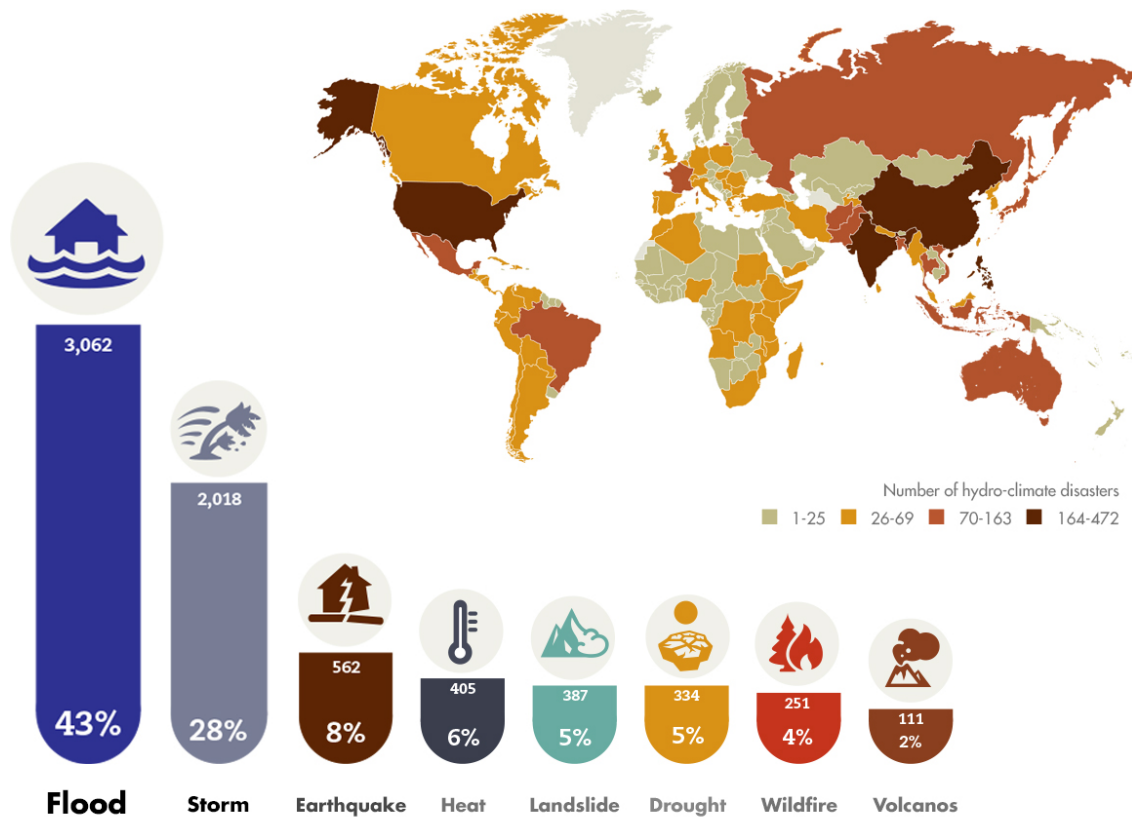 3,062
43%
Flood
2,018
28%
Storm
562
8%
Earthquake
405
6%
Heat
387
5%
Landslide
334
5%
Drought
251
4%
Wildfire
111
2%
Volcanos
Number of hydro-climate disasters
1-25
26-69
70-163
164-472